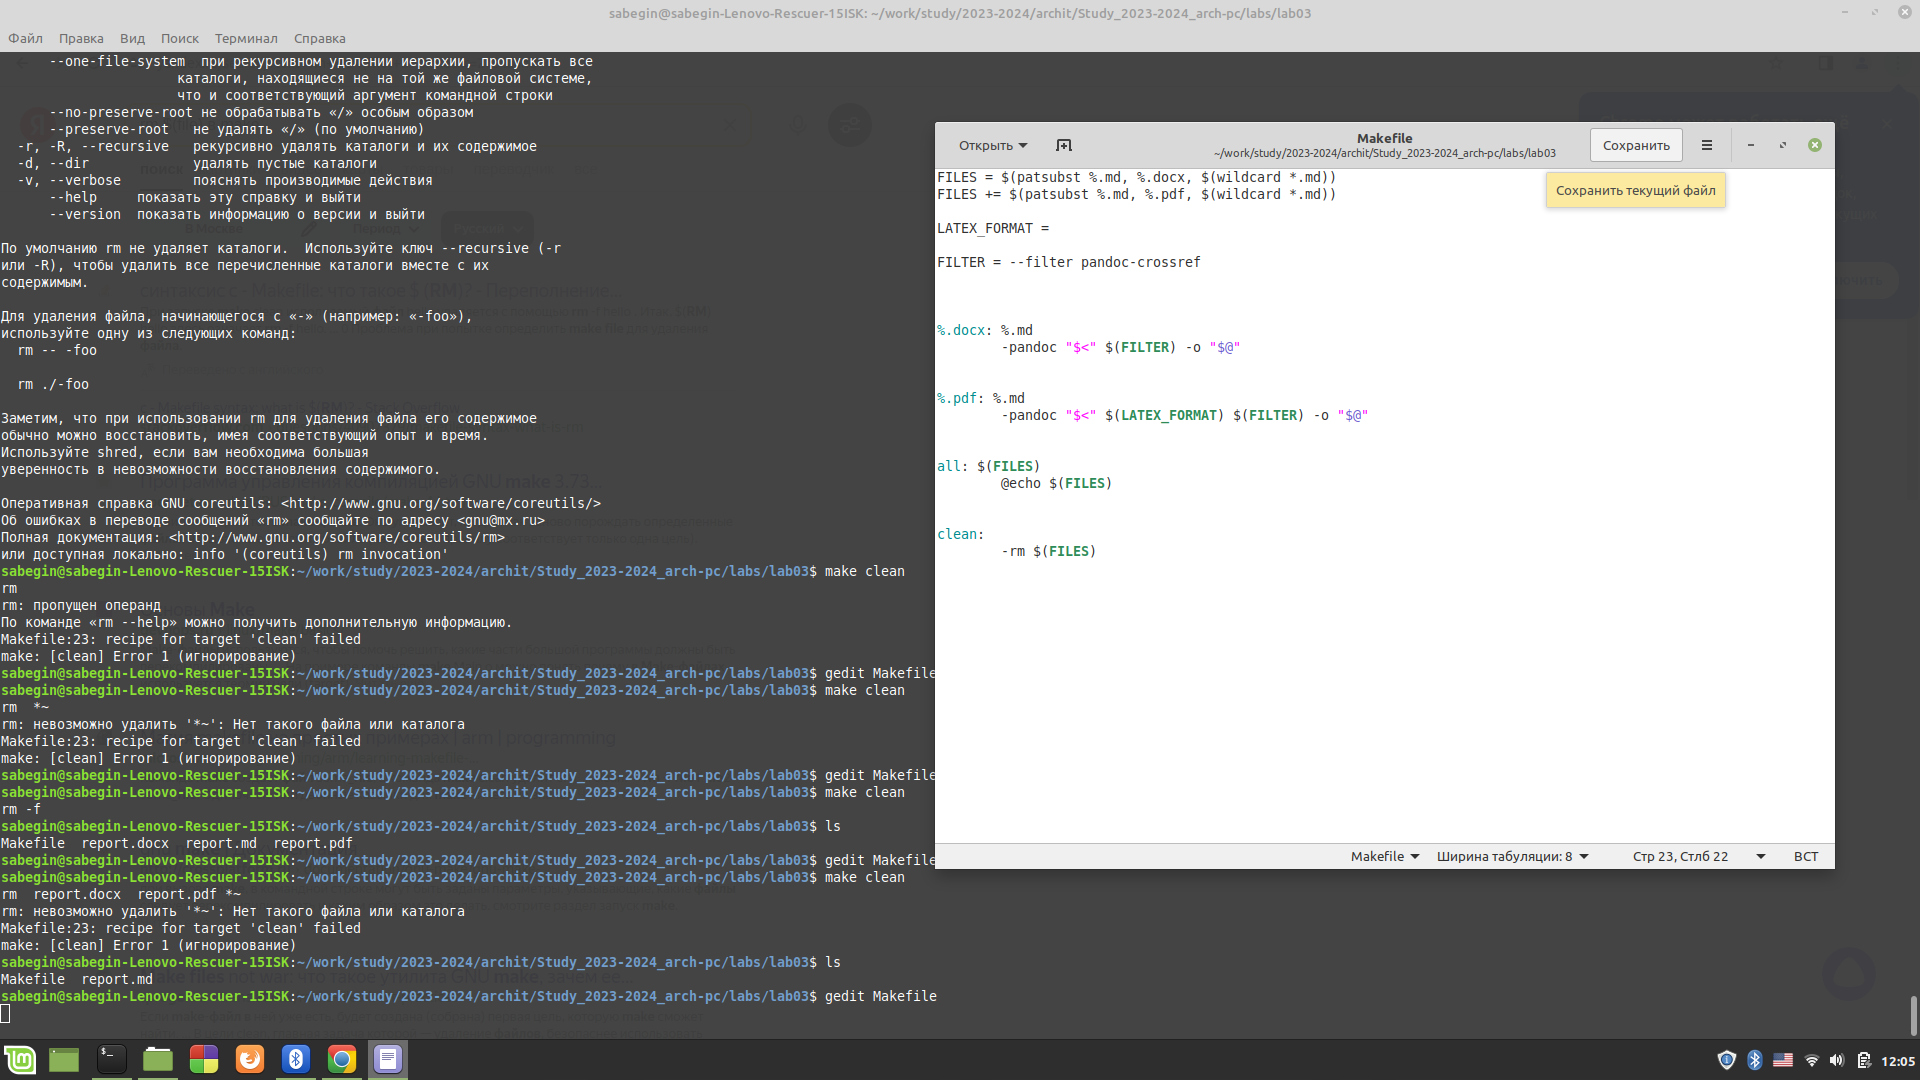 sabegin@sabegin-Lenovo-Rescuer-15ISK: ~/work/study/2023-2024/archit/Study_2023-2024_arch-pc/labs/lab03
Файл Правка Вид Поиск Терминал Справка
--one-file-system при рекурсивном удалении иерархии, пропускать все
каталоги, находящиеся не на той же файловой системе,
что и соответствующий аргумент командной строки
--no-preserve-root не обрабатывать «/» особым образом
--preserve-root не удалять «/» (по умолчанию)
-r, -R, --recursive рекурсивно удалять каталоги и их содержимое
-d, --dir удалять пустые каталоги
-v, --verbose пояснять производимые действия
--help показать эту справку и выйти
--version показать информацию о версии и выйти
По умолчанию rm не удаляет каталоги. Используйте ключ --recursive (-r
или -R), чтобы удалить все перечисленные каталоги вместе с их
содержимым.
Для удаления файла, начинающегося с «-» (например: «-foo»),
используйте одну из следующих команд:
rm -- -foo
rm ./-foo
Заметим, что при использовании rm для удаления файла его содержимое
обычно можно восстановить, имея соответствующий опыт и время.
Используйте shred, если вам необходима большая
уверенность в невозможности восстановления содержимого.
Оперативная справка GNU coreutils: <http://www.gnu.org/software/coreutils/>
Об ошибках в переводе сообщений «rm» сообщайте по адресу <gnu@mx.ru>
Полная документация: <http://www.gnu.org/software/coreutils/rm>
или доступная локально: info '(coreutils) rm invocation'
sabegin@sabegin-Lenovo-Rescuer-15ISK:~/work/study/2023-2024/archit/Study_2023-2024_arch-pc/labs/lab03$ make clean
rm
rm: пропущен операнд
По команде «rm --help» можно получить дополнительную информацию.
Makefile:23: recipe for target 'clean' failed
make: [clean] Error 1 (игнорирование)
sabegin@sabegin-Lenovo-Rescuer-15ISK:~/work/study/2023-2024/archit/Study_2023-2024_arch-pc/labs/lab03$ gedit Makefile
sabegin@sabegin-Lenovo-Rescuer-15ISK:~/work/study/2023-2024/archit/Study_2023-2024_arch-pc/labs/lab03$ make clean
rm *~
rm: невозможно удалить '*~': Нет такого файла или каталога
Makefile:23: recipe for target 'clean' failed
make: [clean] Error 1 (игнорирование)
sabegin@sabegin-Lenovo-Rescuer-15ISK:~/work/study/2023-2024/archit/Study_2023-2024_arch-pc/labs/lab03$ gedit Makefile
sabegin@sabegin-Lenovo-Rescuer-15ISK:~/work/study/2023-2024/archit/Study_2023-2024_arch-pc/labs/lab03$ make clean
rm -f
sabegin@sabegin-Lenovo-Rescuer-15ISK:~/work/study/2023-2024/archit/Study_2023-2024_arch-pc/labs/lab03$ ls
Makefile report.docx report.md report.pdf
sabegin@sabegin-Lenovo-Rescuer-15ISK:~/work/study/2023-2024/archit/Study_2023-2024_arch-pc/labs/lab03$ gedit Makefile
sabegin@sabegin-Lenovo-Rescuer-15ISK:~/work/study/2023-2024/archit/Study_2023-2024_arch-pc/labs/lab03$ make clean
rm report.docx report.pdf *~
rm: невозможно удалить '*~': Нет такого файла или каталога
Makefile:23: recipe for target 'clean' failed
make: [clean] Error 1 (игнорирование)
sabegin@sabegin-Lenovo-Rescuer-15ISK:~/work/study/2023-2024/archit/Study_2023-2024_arch-pc/labs/lab03$ ls
Makefile report.md
sabegin@sabegin-Lenovo-Rescuer-15ISK:~/work/study/2023-2024/archit/Study_2023-2024_arch-pc/labs/lab03$ gedit Makefile
Открыть
Makefile
~/work/study/2023-2024/archit/Study_2023-2024_arch-pc/labs/lab03
Сохранить
Сохранить текущий файл
FILES = $(patsubst %.md, %.docx, $(wildcard *.md))
FILES += $(patsubst %.md, %.pdf, $(wildcard *.md))
LATEX_FORMAT =
FILTER = --filter pandoc-crossref
%.docx: %.md
-pandoc "$<" $(FILTER) -o "$@"
%.pdf: %.md
-pandoc "$<" $(LATEX_FORMAT) $(FILTER) -o "$@"
all: $(FILES)
@echo $(FILES)
clean:
-rm $(FILES)
Makefile Ширина табуляции: 8 Стр 23, Стлб 22 ВСТ
12:05